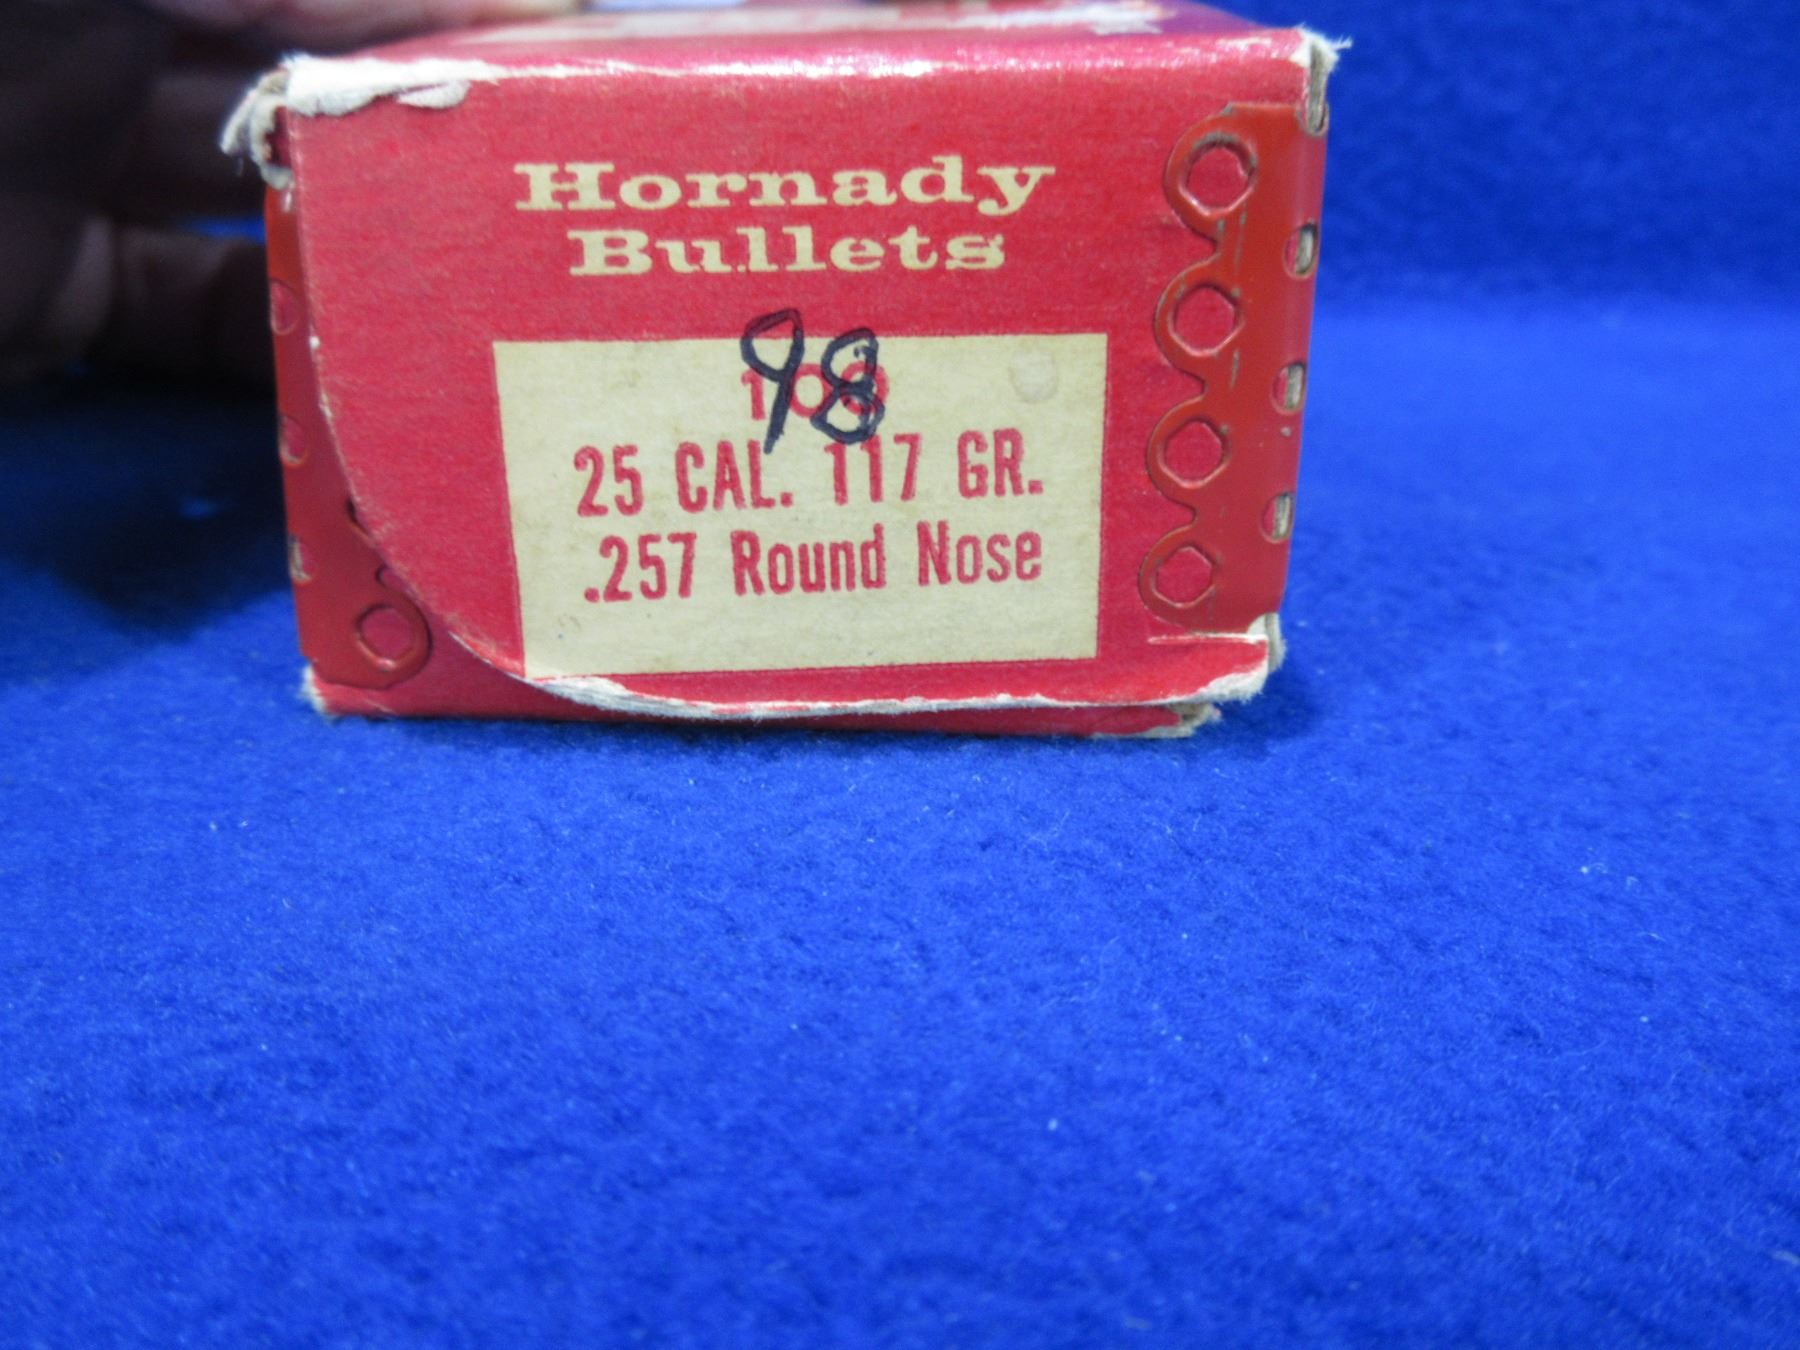 Hornady
Bullets
98
100
25 CAL. 117 GR.
.257 Round Nose